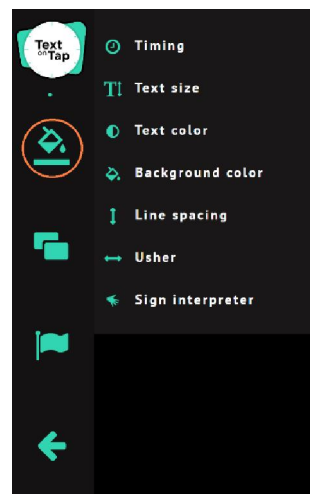 Text
on Tap
Timing
Text size
Text color
Background color
Line spacing
Usher
Sign interpreter